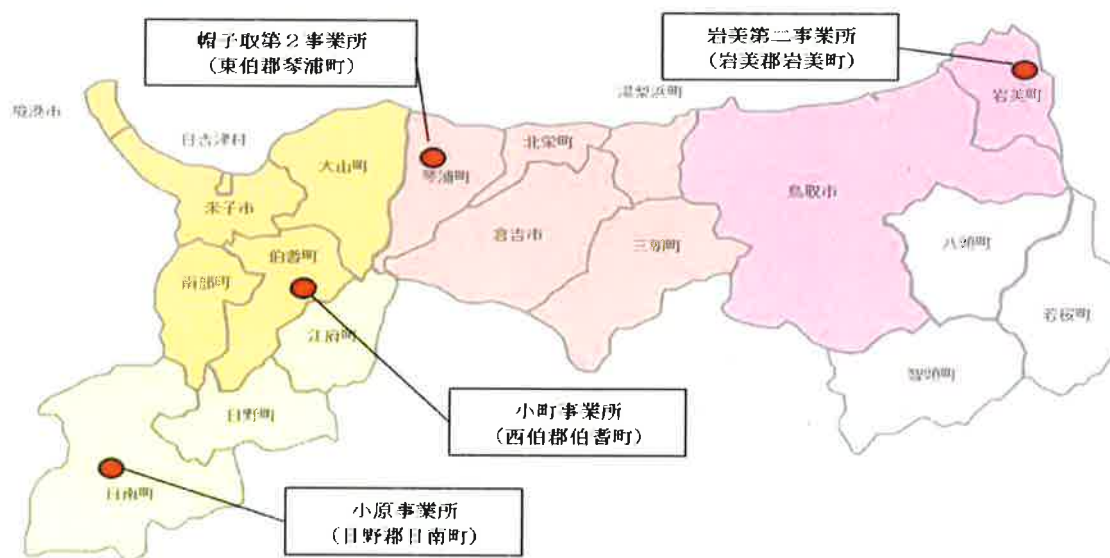 帽子取第２事業所
（東伯郡琴浦町）
岩美第二事業所
（岩美郡岩美町）
境港市
日吉津村
大山町
米子市
琴浦町
北栄町
湯梨浜町
岩美町
鳥取市
倉吉市
三朝町
八頭町
若桜町
智頭町
伯耆町
南部町
江府町
日野町
日南町
小町事業所
（西伯郡伯耆町）
小原事業所
（日野郡日南町）